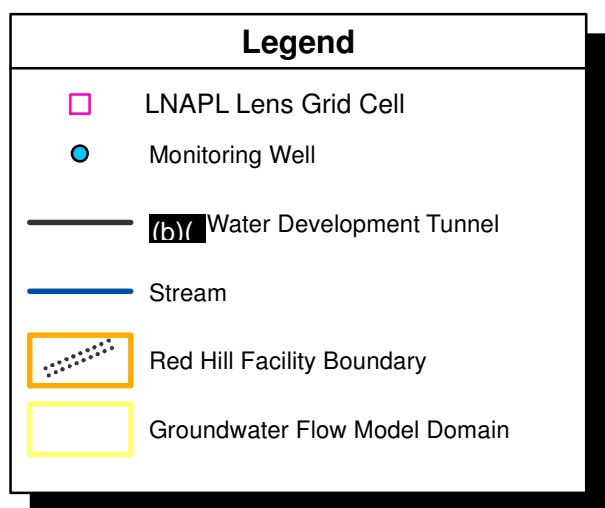 Legend
LNAPL Lens Grid Cell
Monitoring Well
(b)( Water Development Tunnel
Stream
Red Hill Facility Boundary
Groundwater Flow Model Domain